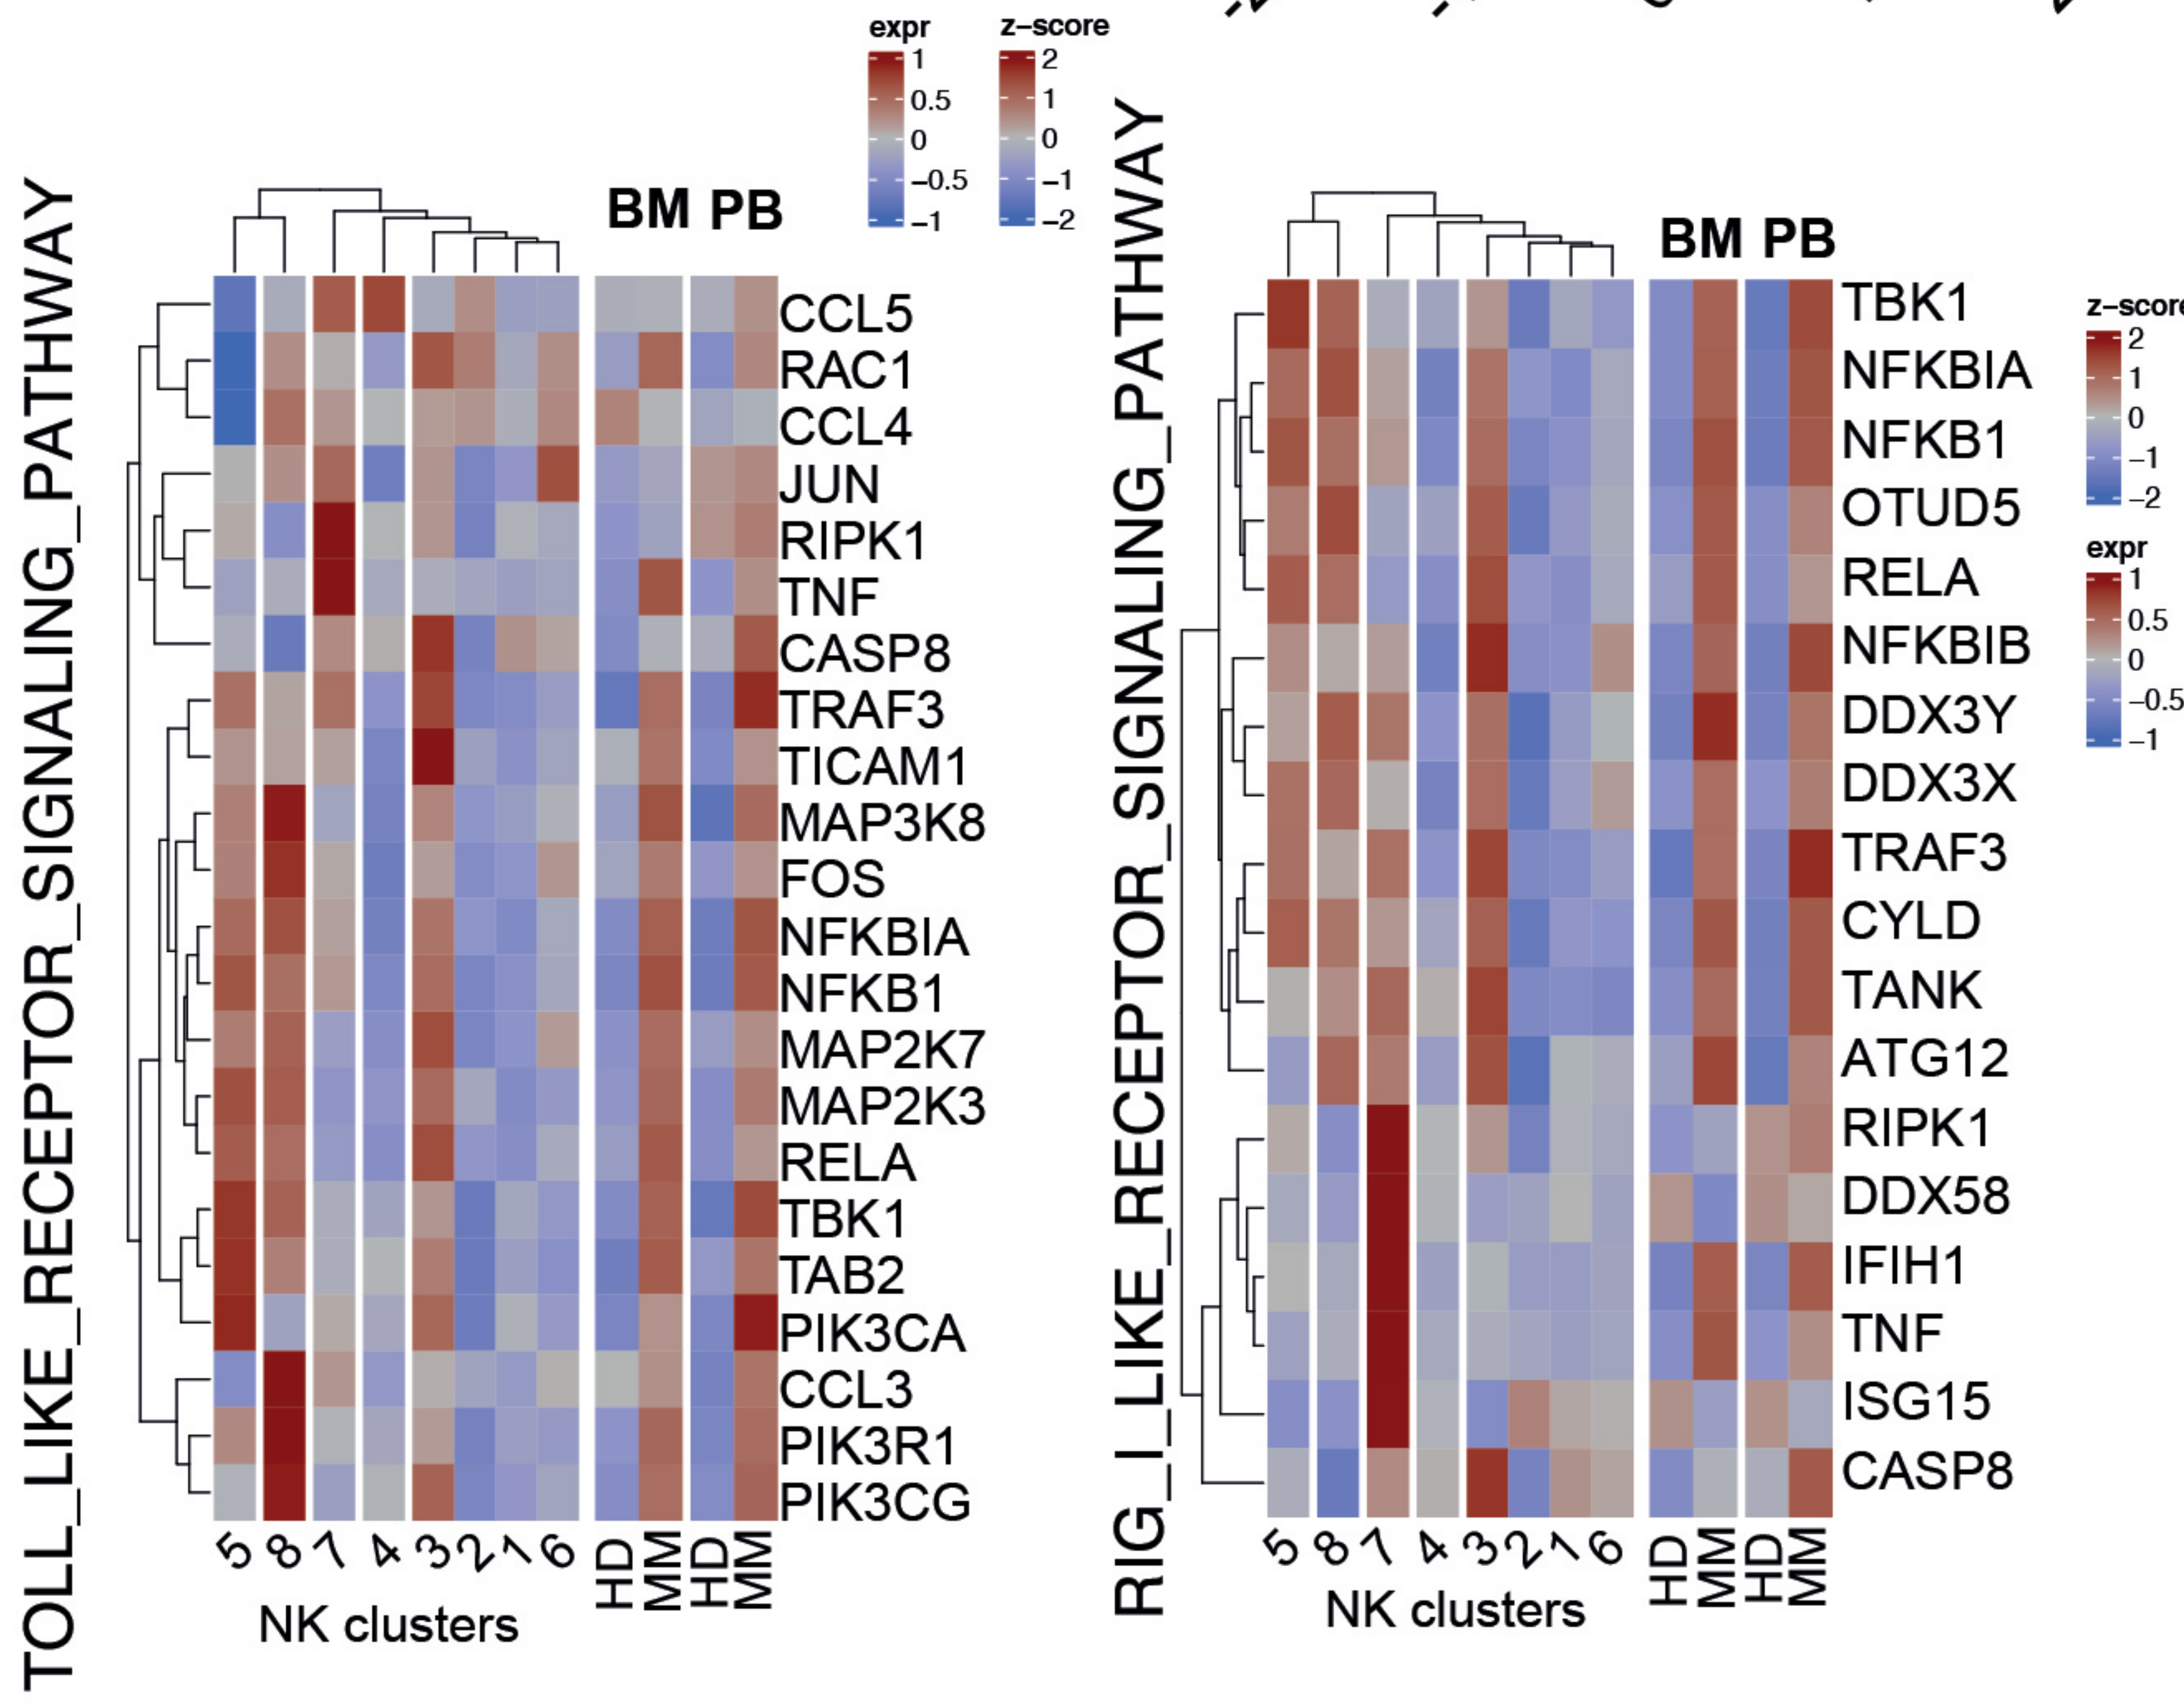 TOLL_LIKE_RECEPTOR_SIGNALING_PATHWAY
expr
1
0.5
0
−0.5
−1
z−score
2
1
0
−1
−2
BM PB
CCL5
RAC1
CCL4
JUN
RIPK1
TNF
CASP8
TRAF3
TICAM1
MAP3K8
FOS
NFKBIA
NFKB1
MAP2K7
MAP2K3
RELA
TBK1
TAB2
PIK3CA
CCL3
PIK3R1
PIK3CG
5 8 7 4 3 2 1 6 HD MM HD MM
NK clusters
RIG_I_LIKE_RECEPTOR_SIGNALING_PATHWAY
BM PB
TBK1
NFKBIA
NFKB1
OTUD5
RELA
NFKBIB
DDX3Y
DDX3X
TRAF3
CYLD
TANK
ATG12
RIPK1
DDX58
IFIH1
TNF
ISG15
CASP8
5 8 7 4 3 2 1 6 HD MM HD MM
NK clusters
z−score
2
1
0
−1
−2
expr
1
0.5
0
−0.5
−1